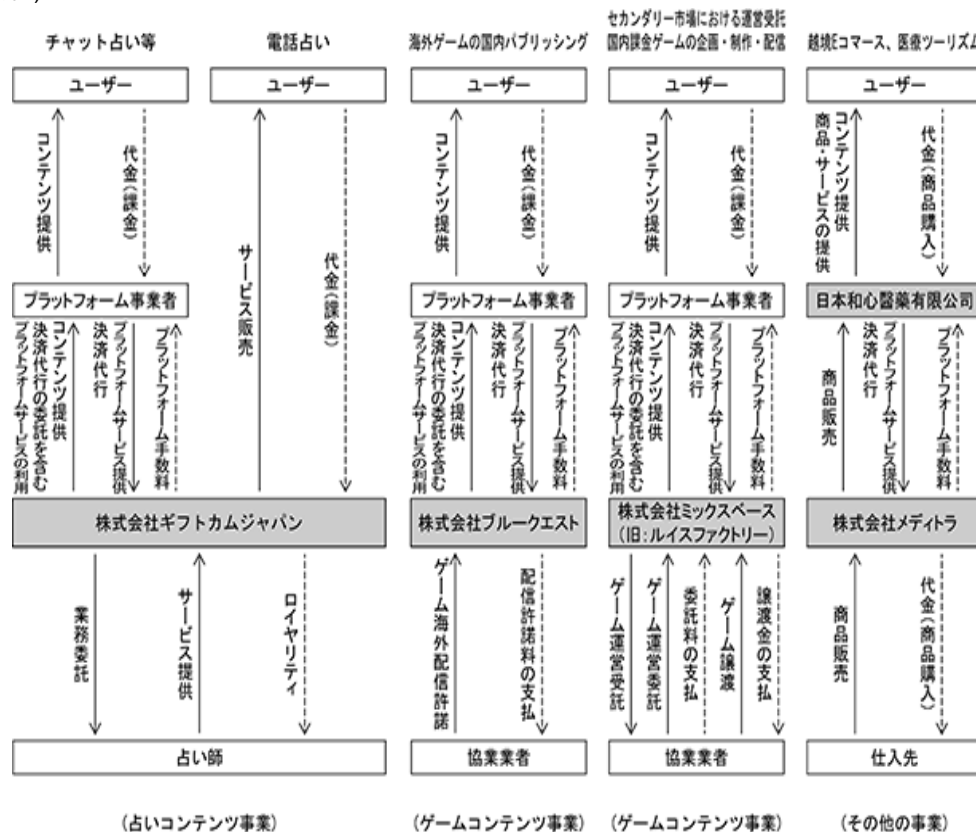 セカンダリー市場における運営受託
チャット占い等
電話占い
海外ゲームの国内パブリッシング
国内課金ゲームの企画・制作・配信
越境Eコマース、医療ツーリズム
ユーザー
ユーザー
ユーザー
ユーザー
ユーザー
コンテンツ提供
代金(課金)
サービス販売
代金(課金)
コンテンツ提供
代金(課金)
コンテンツ提供
代金(課金)
コンテンツ提供
商品・サービスの提供
代金(商品購入)
プラットフォーム事業者
プラットフォーム事業者
プラットフォーム事業者
日本和心醫薬有限公司
コンテンツ提供
決済代行の委託を含む
プラットフォームサービスの利用
決済代行
プラットフォームサービス提供
プラットフォーム手数料
コンテンツ提供
決済代行の委託を含む
プラットフォームサービスの利用
決済代行
プラットフォームサービス提供
プラットフォーム手数料
コンテンツ提供
決済代行の委託を含む
プラットフォームサービスの利用
決済代行
プラットフォームサービス提供
プラットフォーム手数料
商品販売
決済代行
プラットフォームサービス提供
プラットフォーム手数料
株式会社ギフトカムジャパン
株式会社ブルークエスト
株式会社ミックスベース
(旧:ルイスファクトリー)
株式会社メディトラ
業務委託
サービス提供
ロイヤリティ
ゲーム海外配信許諾
配信許諾料の支払
ゲーム運営受託
ゲーム運営委託
委託料の支払
ゲーム譲渡
譲渡金の支払
商品販売
代金(商品購入)
占い師
協業業者
協業業者
仕入先
(占いコンテンツ事業)
(ゲームコンテンツ事業)
(ゲームコンテンツ事業)
(その他の事業)